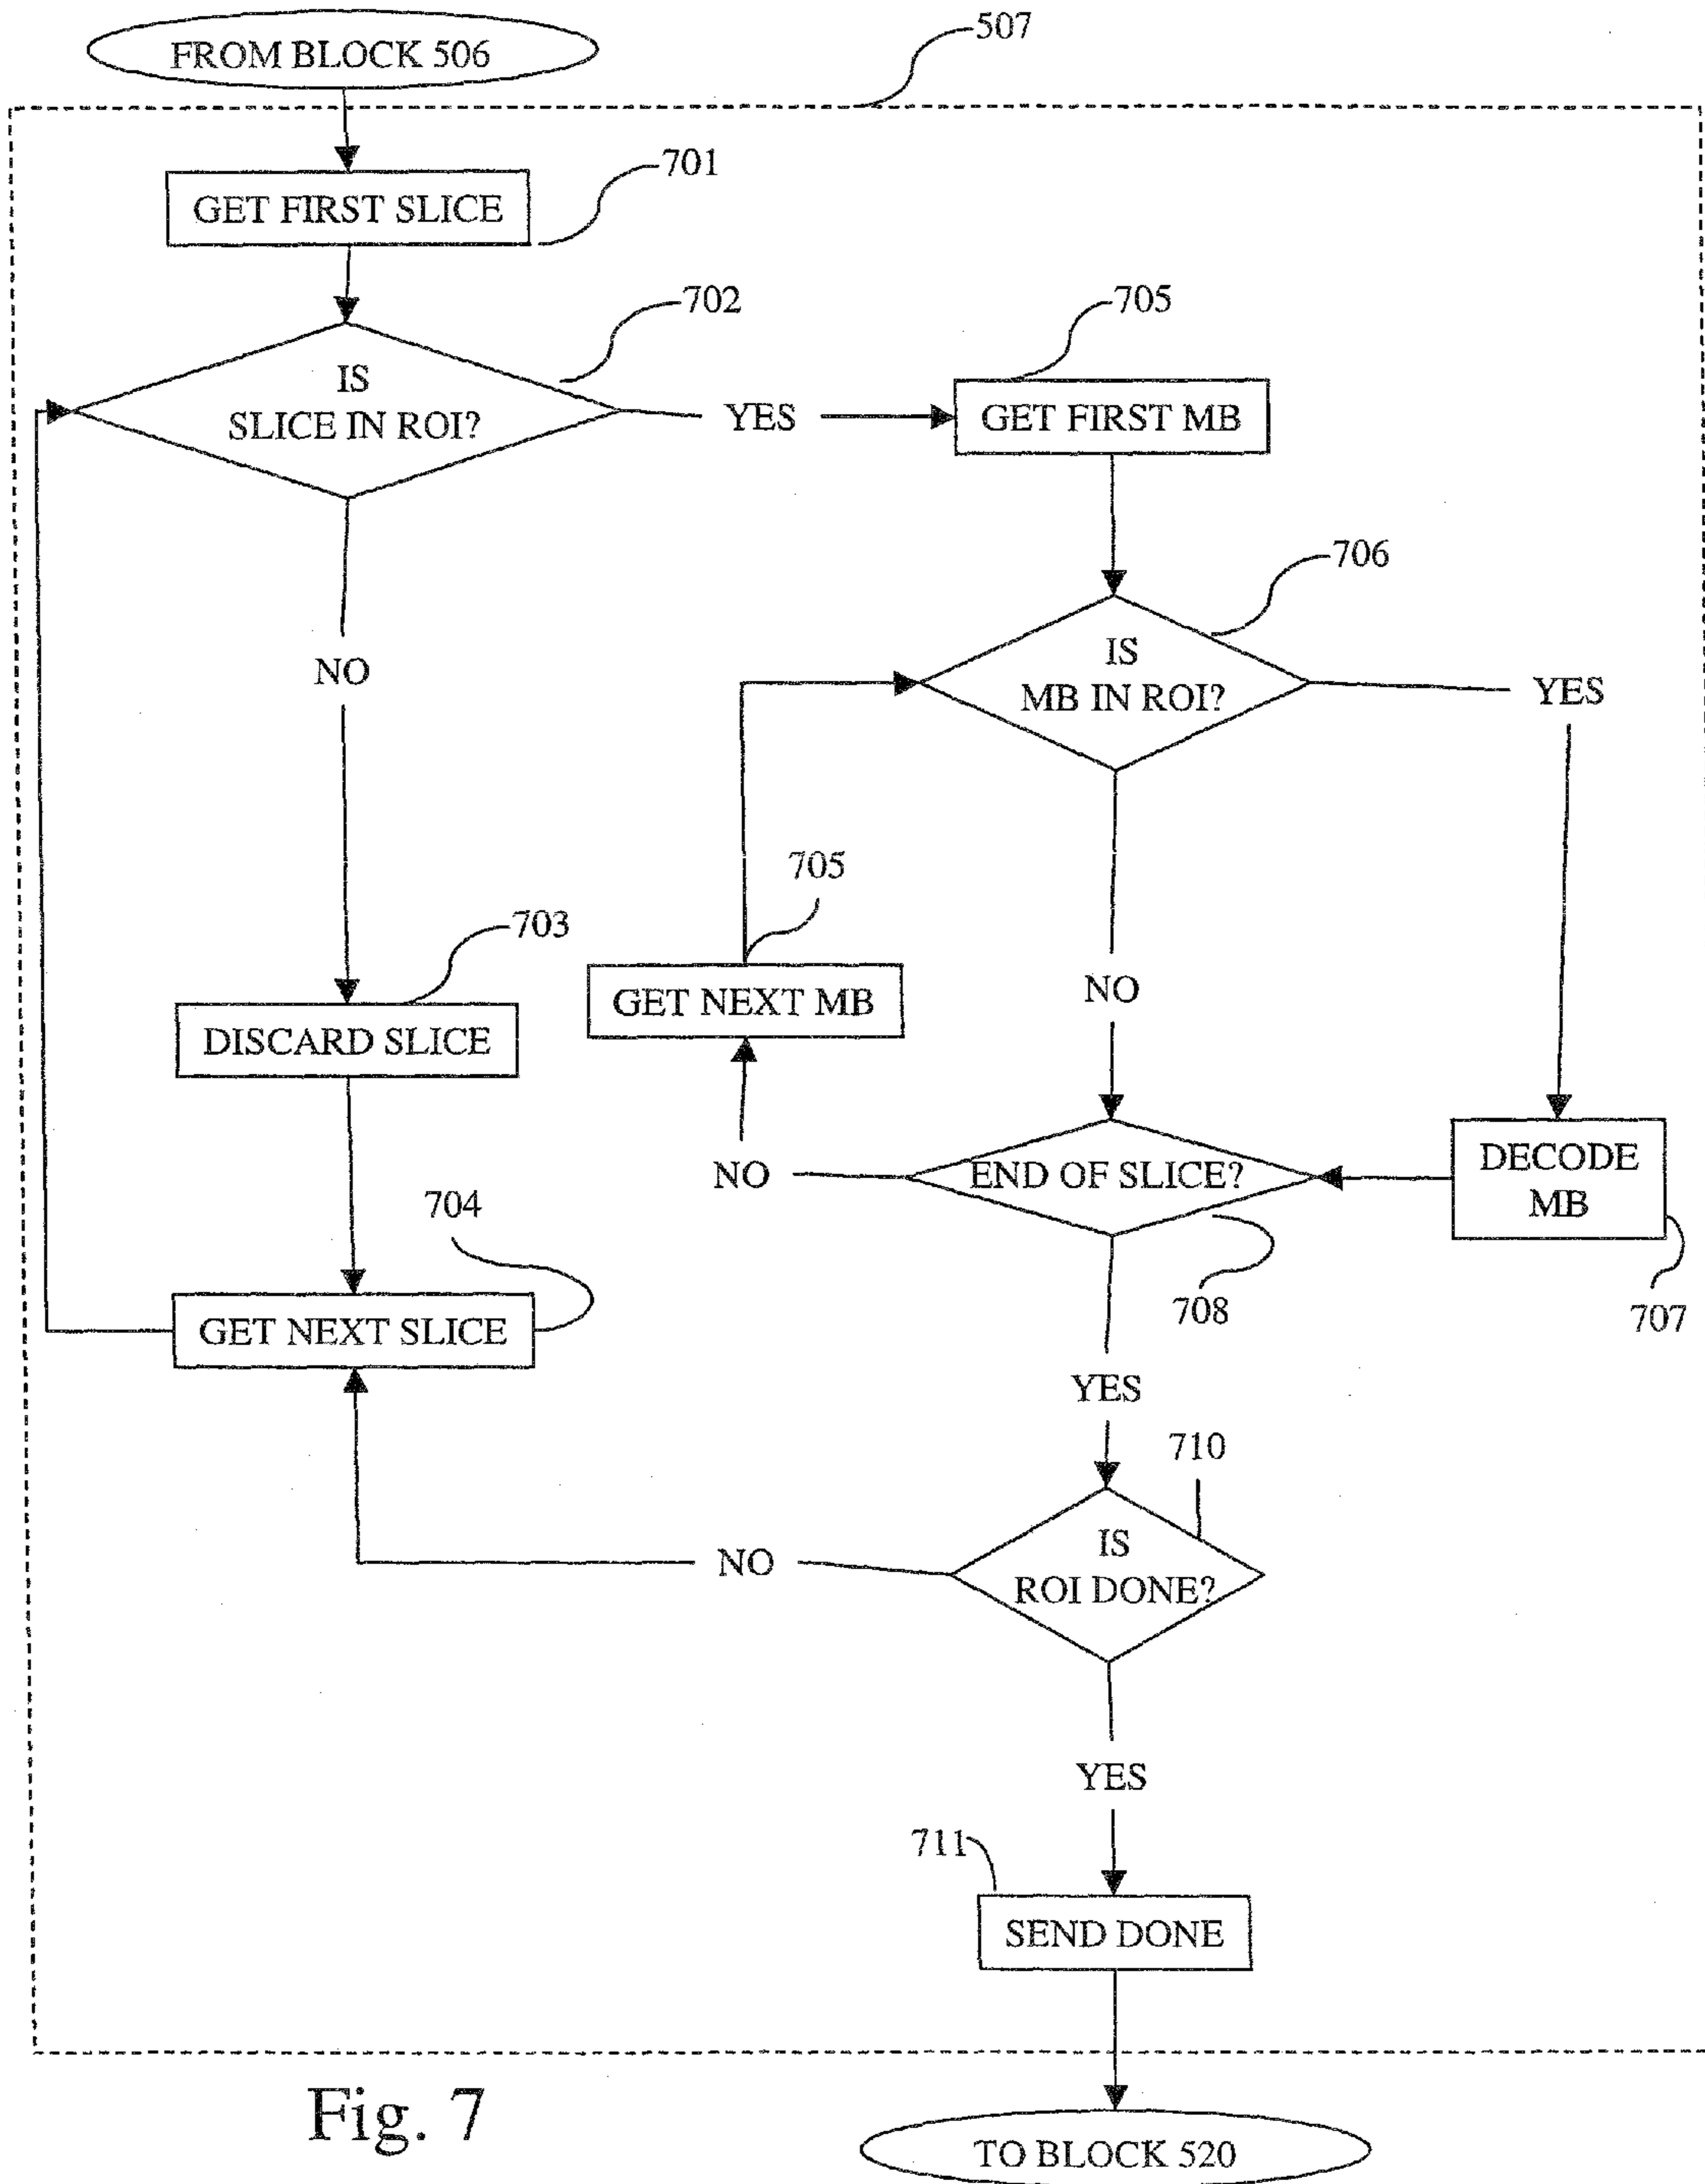 FROM BLOCK 506
507
GET FIRST SLICE
701
702
IS
SLICE IN ROI?
YES
705
GET FIRST MB
706
IS
MB IN ROI?
YES
NO
705
GET NEXT MB
703
DISCARD SLICE
NO
NO
END OF SLICE?
DECODE
MB
704
GET NEXT SLICE
708
707
YES
710
IS
ROI DONE?
NO
YES
711
SEND DONE
Fig. 7
TO BLOCK 520